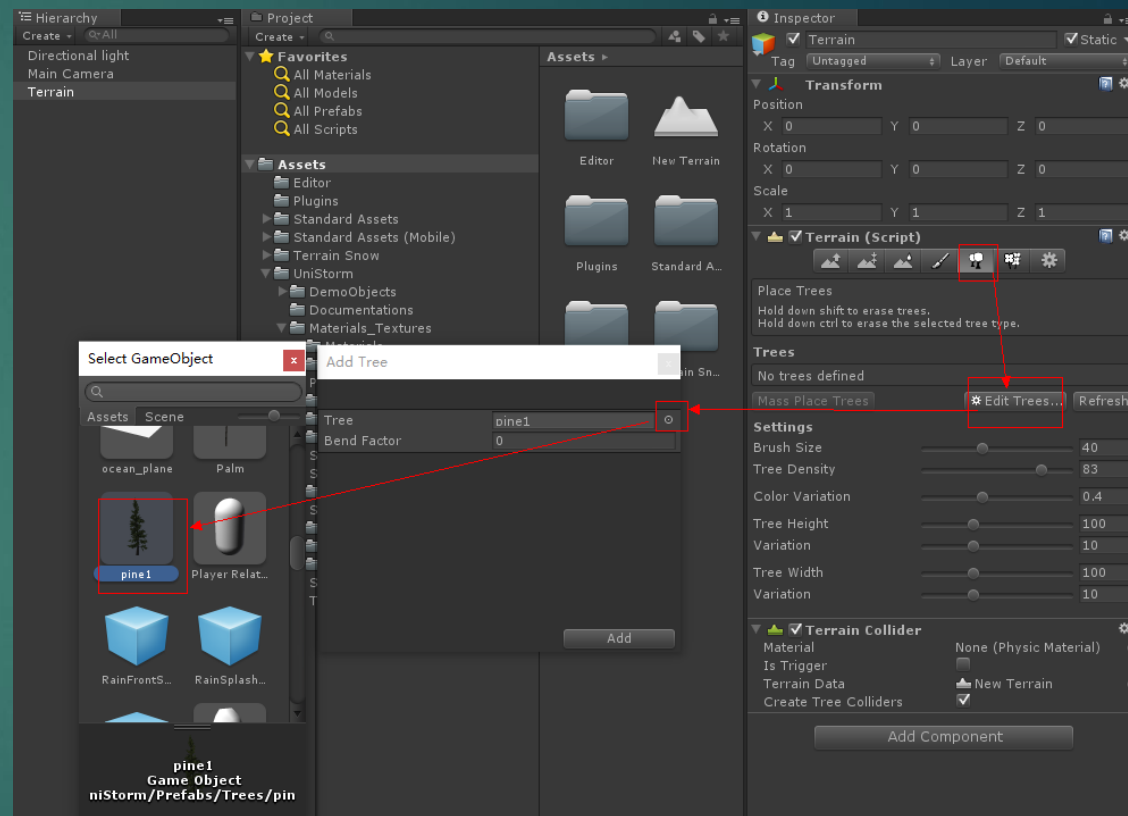 Hierarchy
Create
All
Directional light
Main Camera
Terrain
Project
Create
Favorites
All Materials
All Models
All Prefabs
All Scripts
Assets
Editor
Plugins
Standard Assets
Standard Assets (Mobile)
Terrain Snow
UniStorm
DemoObjects
Documentations
Materials_Textures
Materials
Assets
Editor
New Terrain
Plugins
Standard A...
ain Sn...
Select GameObject
x
Assets
Scene
ocean_plane
Palm
pine1
Player Relat...
RainFrontS...
RainSplash...
pine1
Game Object
niStorm/Prefabs/Trees/pin
Add Tree
Tree
pine1
Bend Factor
0
Add
Inspector
Terrain
Static
Tag
Untagged
Layer
Default
Transform
Position
X 0 Y 0 Z 0
Rotation
X 0 Y 0 Z 0
Scale
X 1 Y 1 Z 1
Terrain (Script)
Place Trees
Hold down shift to erase trees.
Hold down ctrl to erase the selected tree type.
Trees
No trees defined
Mass Place Trees
Edit Trees...
Refresh
Settings
Brush Size 40
Tree Density 83
Color Variation 0.4
Tree Height 100
Variation 10
Tree Width 100
Variation 10
Terrain Collider
Material None (Physic Material)
Is Trigger
Terrain Data New Terrain
Create Tree Colliders
Add Component